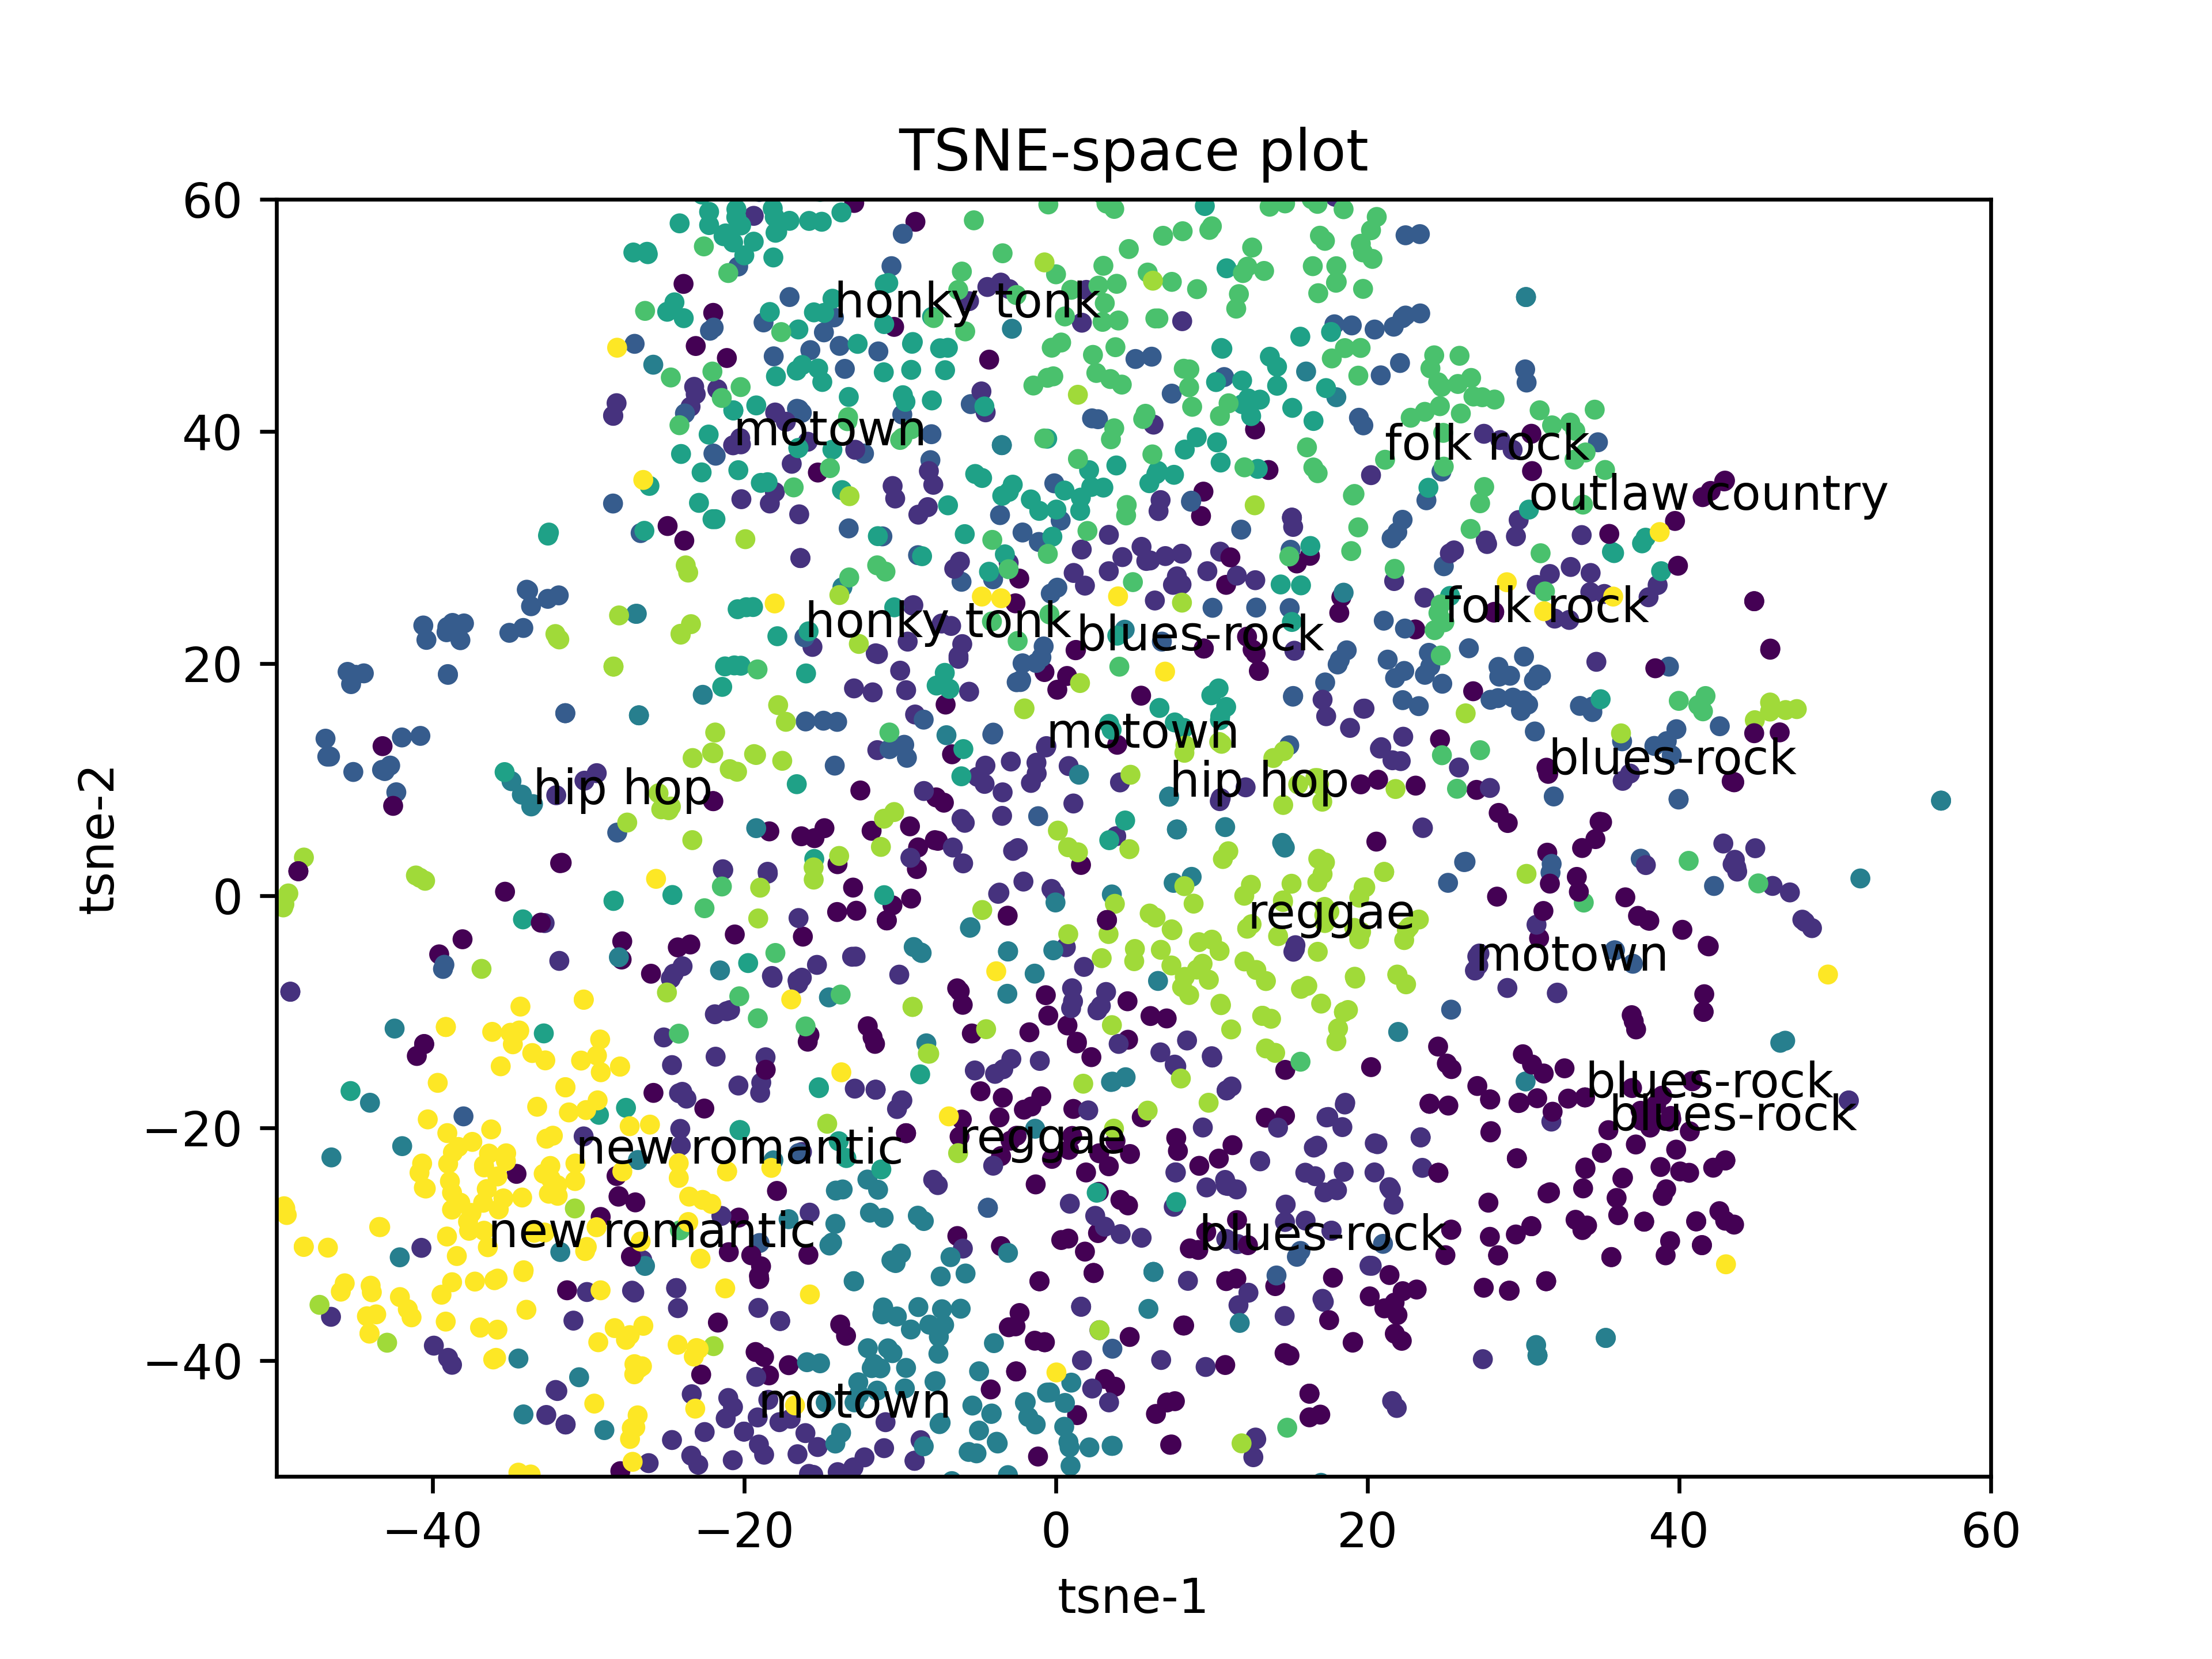 TSNE-space plot
60
honky tonk
40
motown
folk rock
outlaw country
honky tonk
folk rock
blues-rock
20
motown
blues-rock
hip hop
hip hop
tsne-2
0
reggae
motown
blues-rock
blues-rock
−20
new romantic
reggae
new romantic
blues-rock
−40
motown
−40 −20 0 20 40 60
tsne-1